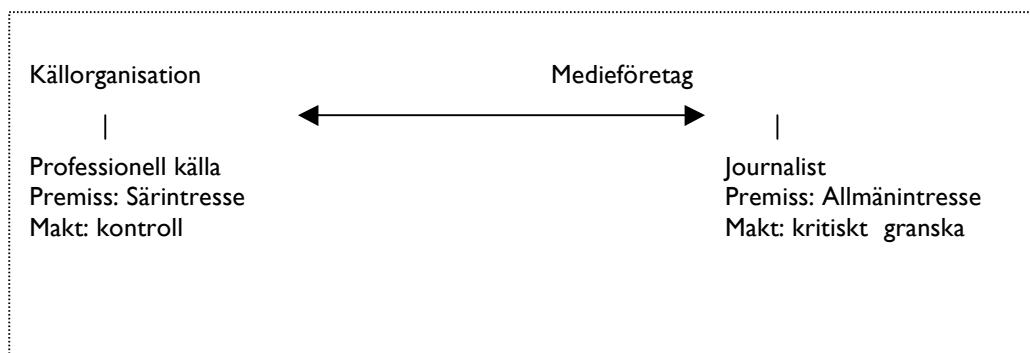 Källorganisation Medieföretag
Professionell källa
Premiss: Särintresse
Makt: kontroll
Journalist
Premiss: Allmänintresse
Makt: kritiskt granska